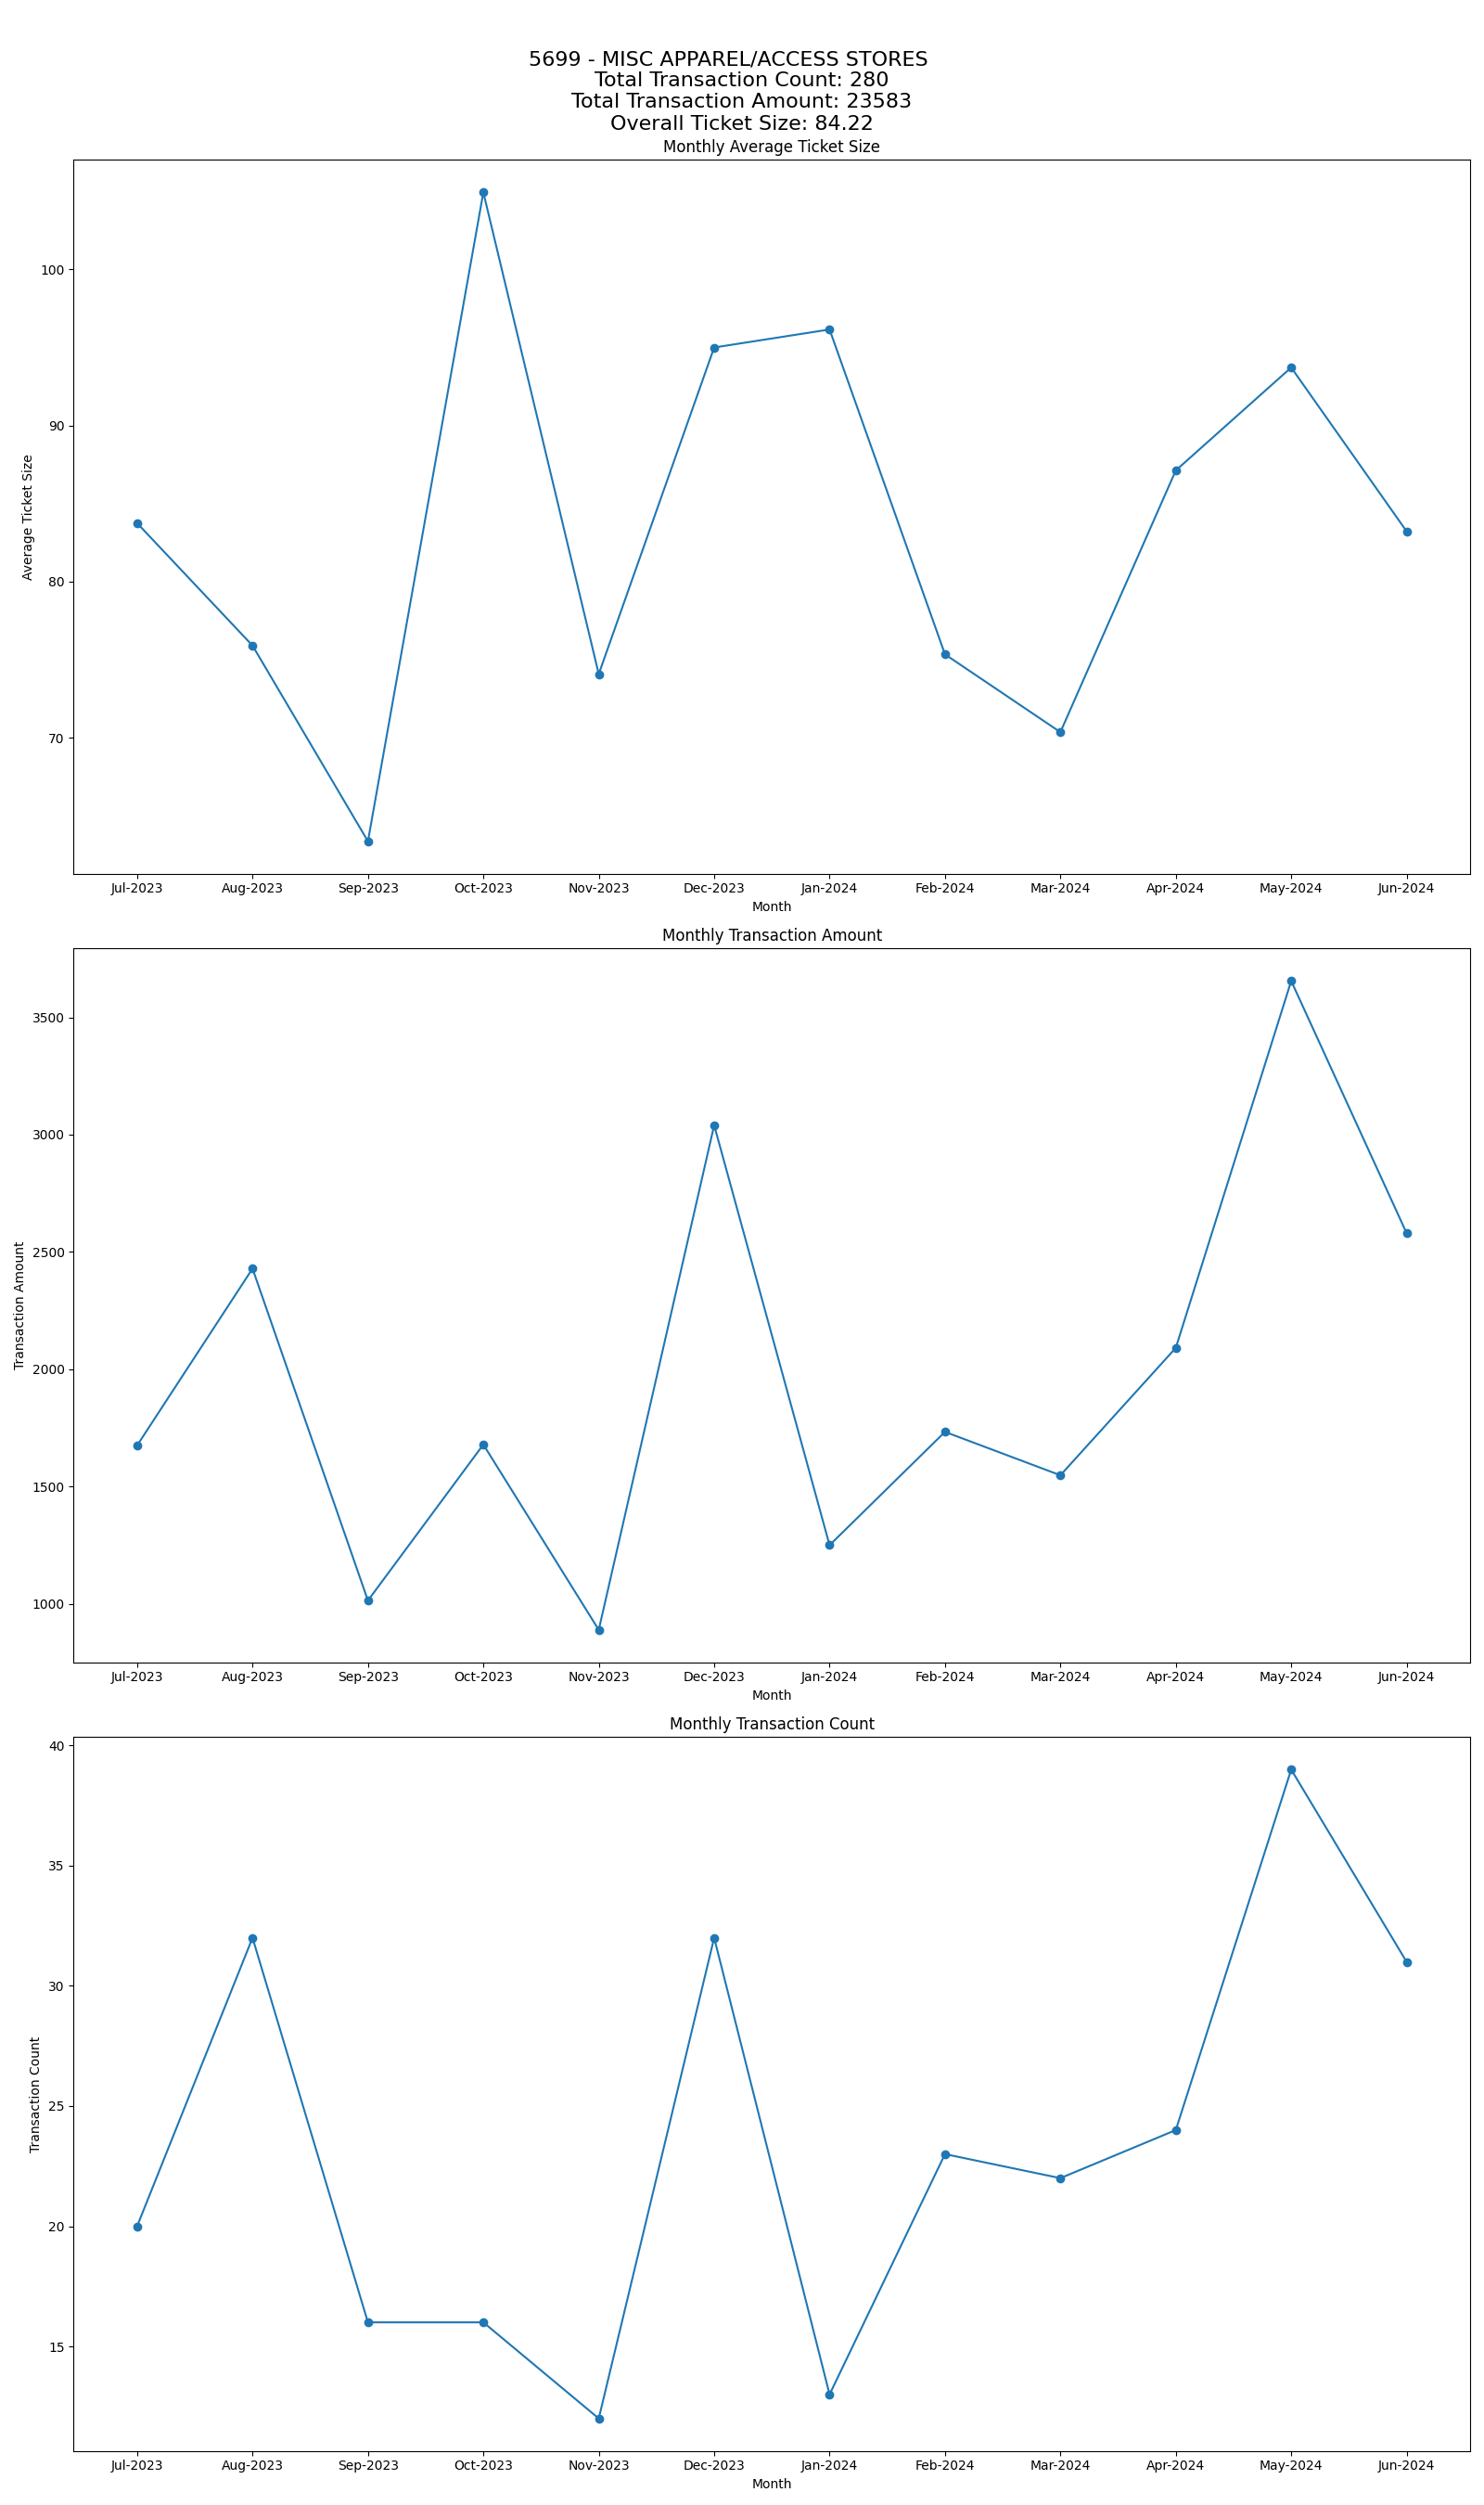 5699 - MISC APPAREL/ACCESS STORES
Total Transaction Count: 280
Total Transaction Amount: 23583
Overall Ticket Size: 84.22
Monthly Average Ticket Size
Average Ticket Size
100
90
80
70
Jul-2023 Aug-2023 Sep-2023 Oct-2023 Nov-2023 Dec-2023 Jan-2024 Feb-2024 Mar-2024 Apr-2024 May-2024 Jun-2024
Month
Monthly Transaction Amount
Transaction Amount
3500
3000
2500
2000
1500
1000
Jul-2023 Aug-2023 Sep-2023 Oct-2023 Nov-2023 Dec-2023 Jan-2024 Feb-2024 Mar-2024 Apr-2024 May-2024 Jun-2024
Month
Monthly Transaction Count
Transaction Count
40
35
30
25
20
15
Jul-2023 Aug-2023 Sep-2023 Oct-2023 Nov-2023 Dec-2023 Jan-2024 Feb-2024 Mar-2024 Apr-2024 May-2024 Jun-2024
Month